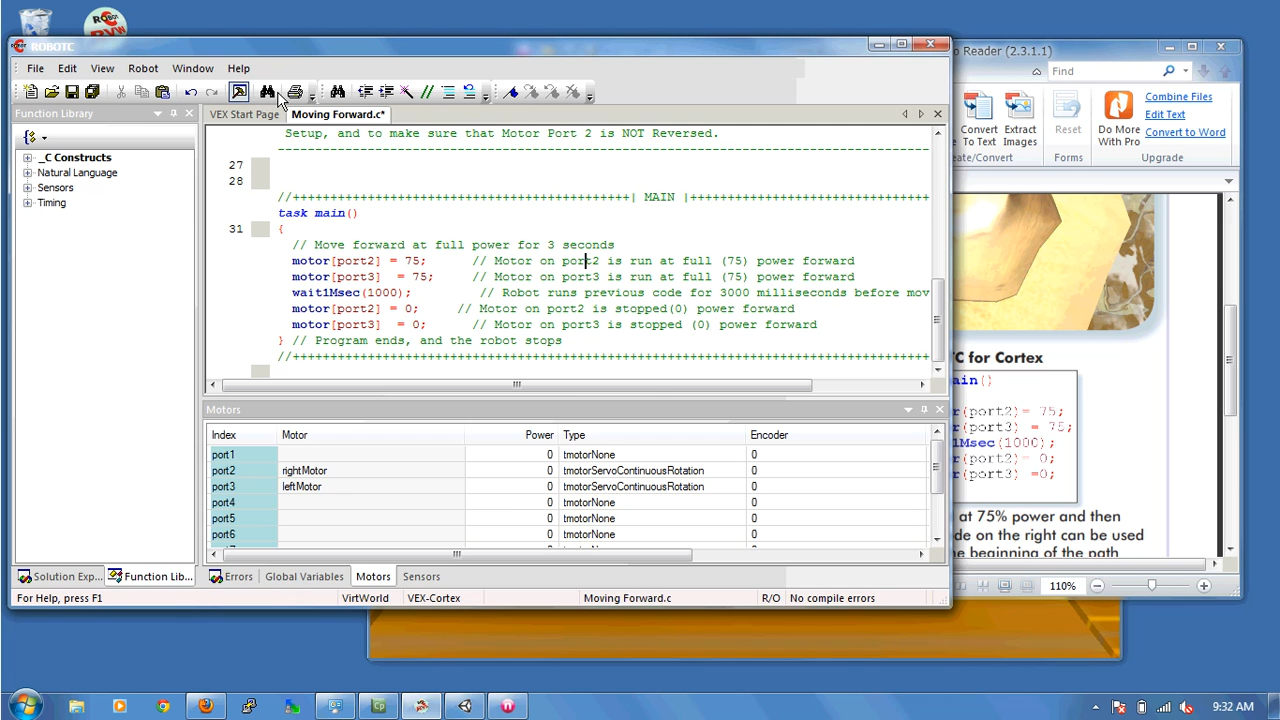 ROBOTC
File Edit View Robot Window Help
Function Library
_C Constructs
Natural Language
Sensors
Timing
VEX Start Page Moving Forward.c*
Setup, and to make sure that Motor Port 2 is NOT Reversed.
27
28
//+++++++++++++++++++++++++++++++++++++++++++++| MAIN |++++++++++++++++++++++++++++++++
task main()
31 {
// Move forward at full power for 3 seconds
motor[port2] = 75; // Motor on port2 is run at full (75) power forward
motor[port3] = 75; // Motor on port3 is run at full (75) power forward
wait1Msec(1000); // Robot runs previous code for 3000 milliseconds before mov
motor[port2] = 0; // Motor on port2 is stopped(0) power forward
motor[port3] = 0; // Motor on port3 is stopped (0) power forward
} // Program ends, and the robot stops
//++++++++++++++++++++++++++++++++++++++++++++++++++++++++++++++++++++++++++++++++++++
Motors
Index Motor Power Type Encoder
port1 0 tmotorNone 0
port2 rightMotor 0 tmotorServoContinuousRotation 0
port3 leftMotor 0 tmotorServoContinuousRotation 0
port4 0 tmotorNone 0
port5 0 tmotorNone 0
port6 0 tmotorNone 0
Solution Exp... Function Lib... Errors Global Variables Motors Sensors
For Help, press F1 VirtWorld VEX-Cortex Moving Forward.c R/O No compile errors
o Reader (2.3.1.1)
Find
Convert To Text
Extract Images
Reset
Do More With Pro
Combine Files
Edit Text
Convert to Word
e/Convert Forms Upgrade
TC for Cortex
ain()
r(port2)= 75;
r(port3) = 75;
1Msec(1000);
r(port2)= 0;
r(port3) =0;
at 75% power and then
de on the right can be used
he beginning of the path
110%
9:32 AM